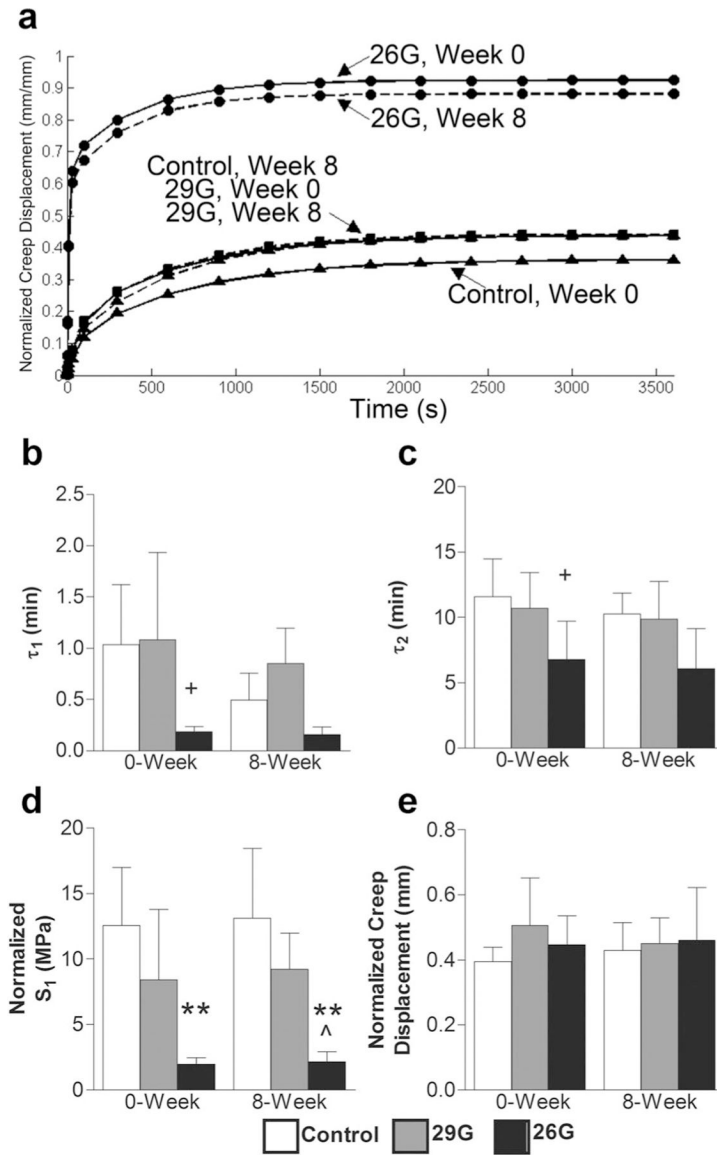 a
Normalized Creep Displacement (mm/mm)
1
0.9
0.8
0.7
0.6
0.5
0.4
0.3
0.2
0.1
0
26G, Week 0
26G, Week 8
Control, Week 8
29G, Week 0
29G, Week 8
Control, Week 0
0 500 1000 1500 2000 2500 3000 3500
Time (s)
b
τ1 (min)
2.5
2.0
1.5
1.0
0.5
0.0
+
0-Week 8-Week
c
τ2 (min)
20
15
10
5
0
+
0-Week 8-Week
d
Normalized
S1 (MPa)
20
15
10
5
0
**
**
^
0-Week 8-Week
e
Normalized Creep
Displacement (mm)
0.8
0.6
0.4
0.2
0.0
0-Week 8-Week
Control 29G 26G